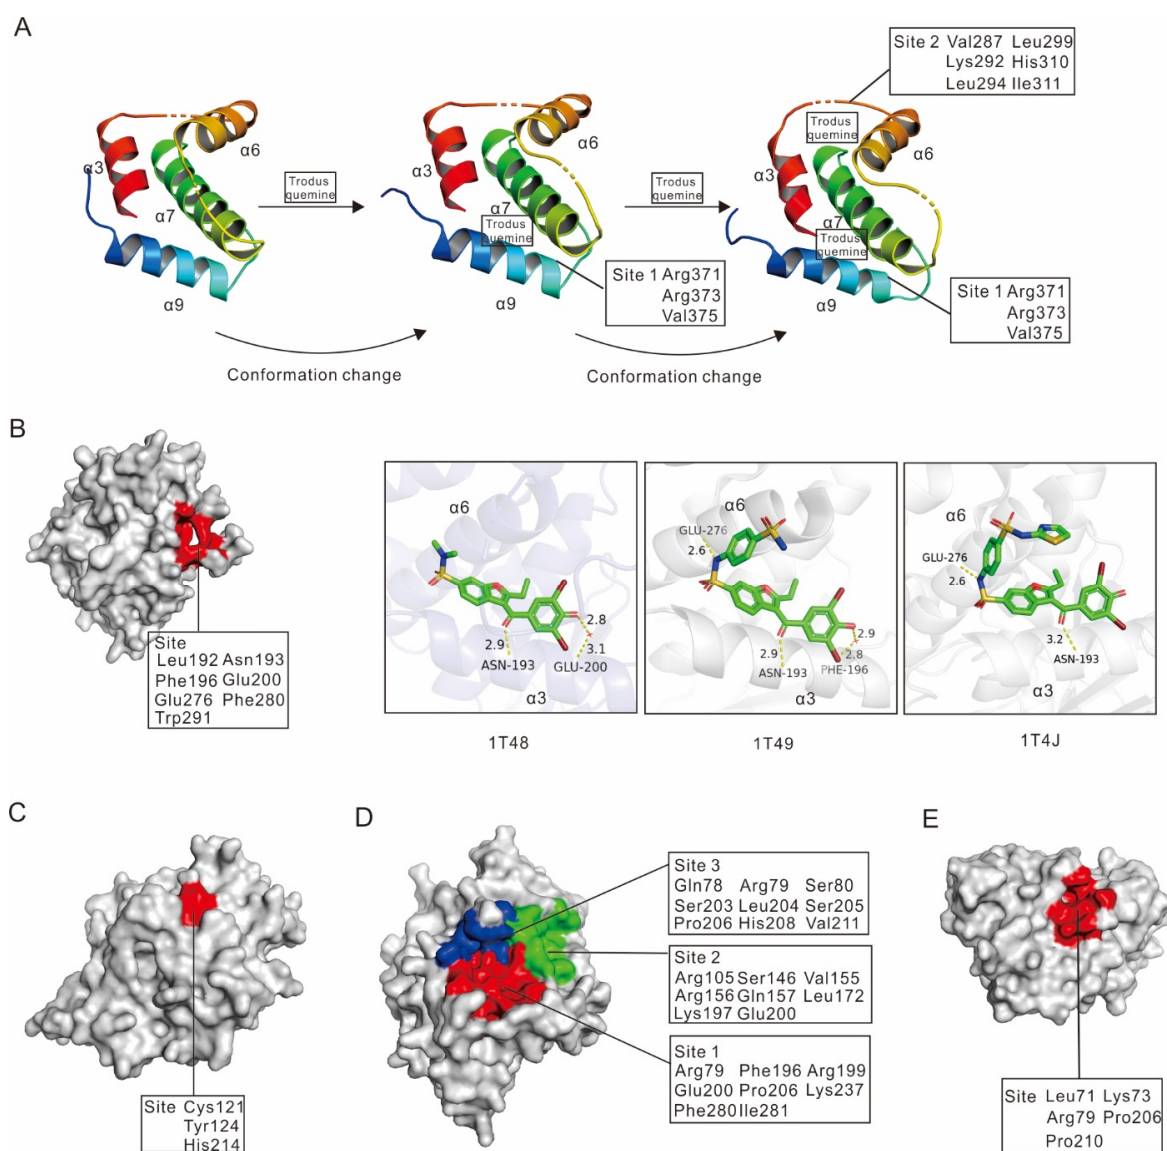 A
Site 2 Val287 Leu299
Lys292 His310
Leu294 Ile311
α3
α6
α7
α9
Trodus
quemine
α3
α6
α7
Trodus
quemine
α9
Site 1 Arg371
Arg373
Val375
Trodus
quemine
Trodus
quemine
α3
α6
α7
Trodus
quemine
α9
Site 1 Arg371
Arg373
Val375
Conformation change
Conformation change
B
Site
Leu192 Asn193
Phe196 Glu200
Glu276 Phe280
Trp291
α6
2.8
2.9
3.1
ASN-193
GLU-200
α3
1T48
α6
GLU-276
2.6
2.9
2.9
2.8
ASN-193
PHE-196
α3
1T49
α6
GLU-276
2.6
3.2
ASN-193
α3
1T4J
C
Site Cys121
Tyr124
His214
D
Site 3
Gln78 Arg79 Ser80
Ser203 Leu204 Ser205
Pro206 His208 Val211
Site 2
Arg105 Ser146 Val155
Arg156 Gln157 Leu172
Lys197 Glu200
Site 1
Arg79 Phe196 Arg199
Glu200 Pro206 Lys237
Phe280 Ile281
E
Site Leu71 Lys73
Arg79 Pro206
Pro210